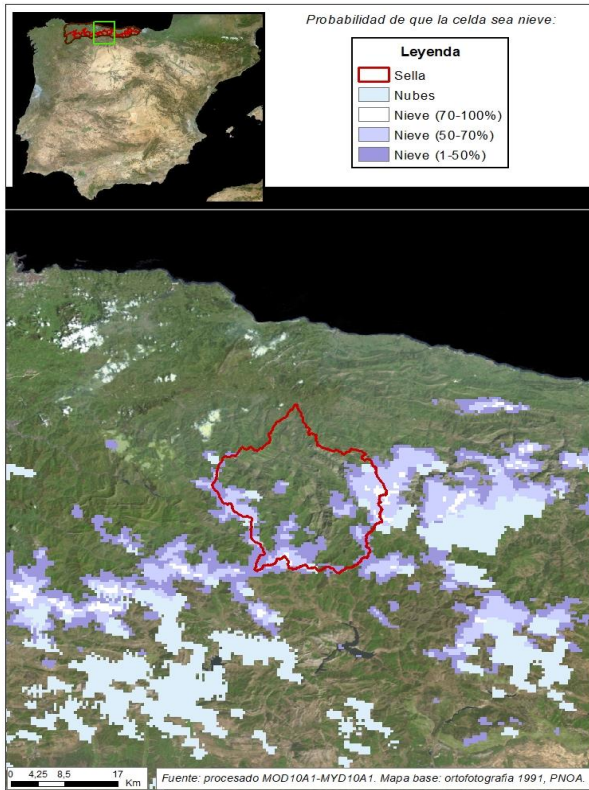 Probabilidad de que la celda sea nieve:
Leyenda
Sella
Nubes
Nieve (70-100%)
Nieve (50-70%)
Nieve (1-50%)
0 4,25 8,5 17
Km
Fuente: procesado MOD10A1-MYD10A1. Mapa base: ortofotografia 1991, PNOA.